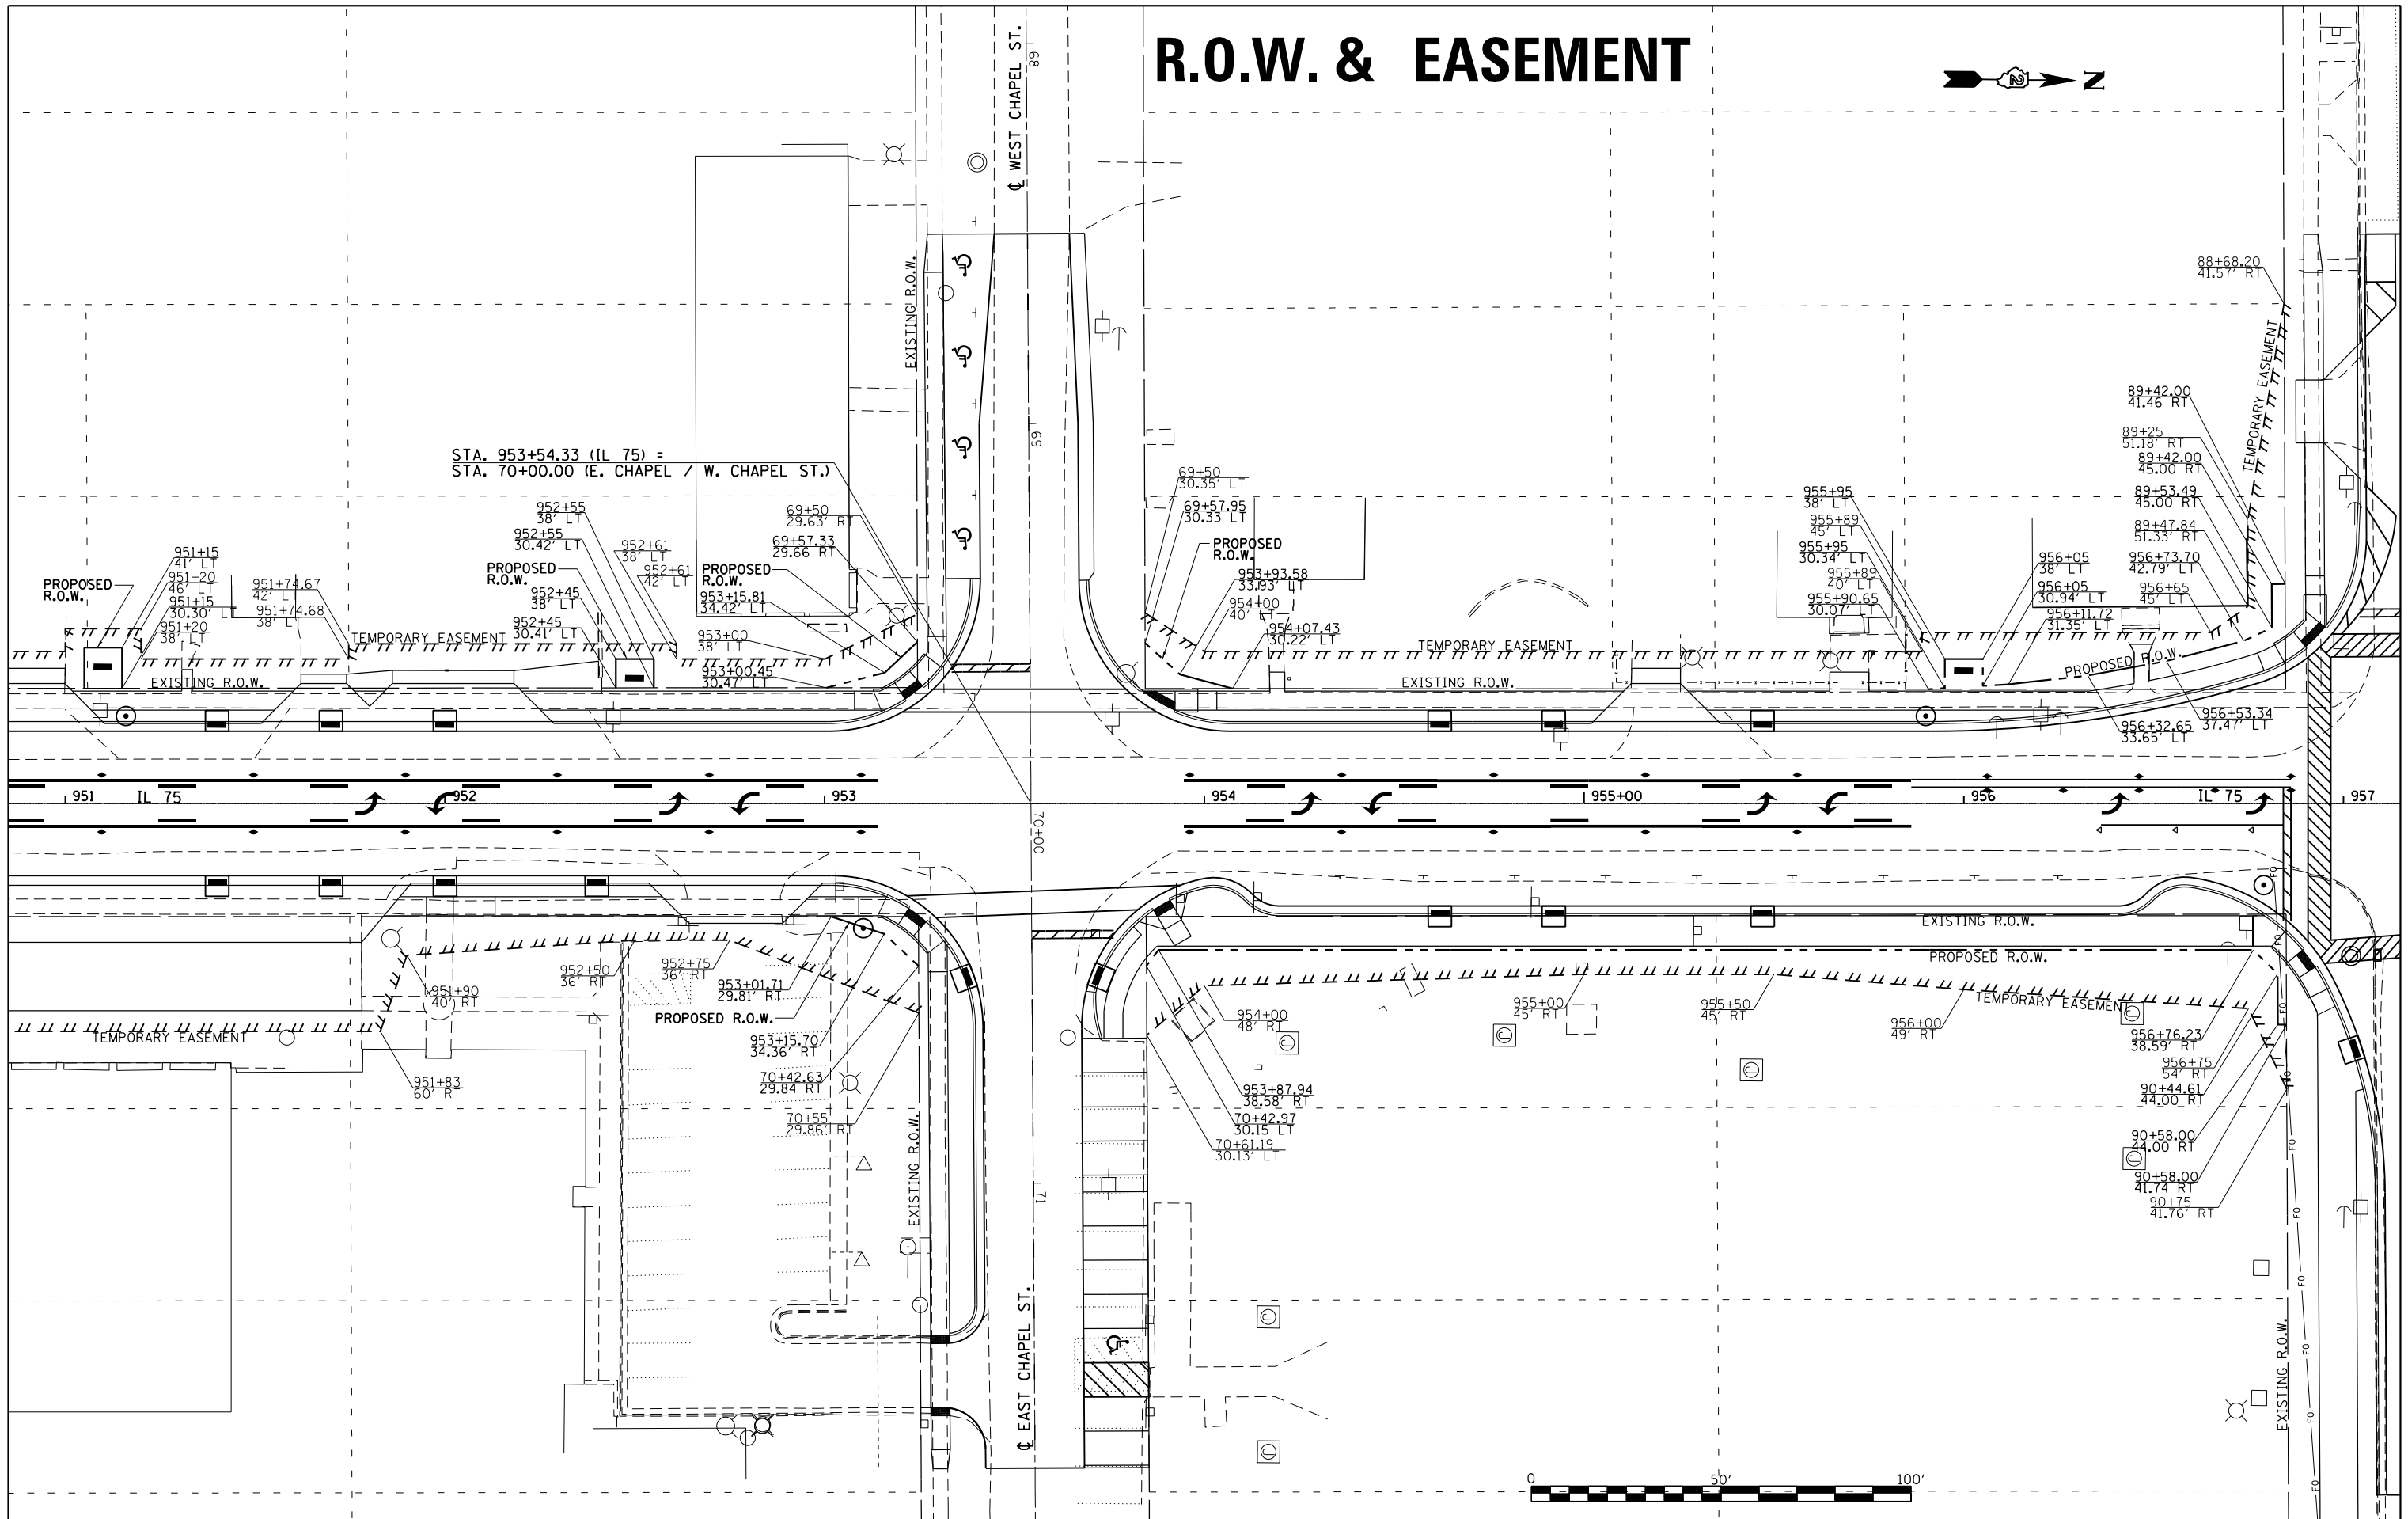 R.O.W. & EASEMENT
N
2
℄ WEST CHAPEL ST.
68
EXISTING R.O.W.
69
STA. 953+54.33 (IL 75) =
STA. 70+00.00 (E. CHAPEL / W. CHAPEL ST.)
88+68.20
41.57' RT
TEMPORARY EASEMENT
89+42.00
41.46' RT
89+25
51.18' RT
89+42.00
45.00 RT
89+53.49
45.00 RT
89+47.84
51.33' RT
956+73.70
42.79' LT
956+65
45' LT
PROPOSED
R.O.W.
951+15
41' LT
951+20
46' LT
951+15
30.30' LT
951+20
38' LT
951+74.67
42' LT
951+74.68
38' LT
TEMPORARY EASEMENT
EXISTING R.O.W.
952+55
38' LT
952+55
30.42' LT
PROPOSED
R.O.W.
952+45
38' LT
952+45
30.41' LT
952+61
38' LT
952+61
42' LT
69+50
29.63' RT
69+57.33
29.66 RT
PROPOSED
R.O.W.
953+15.81
34.42' LT
953+00
38' LT
953+00.45
30.47' LT
69+50
30.35' LT
69+57.95
30.33 LT
PROPOSED
R.O.W.
953+93.58
33.93' LT
954+00
40'
954+07.43
30.22' LT
TEMPORARY EASEMENT
EXISTING R.O.W.
955+95
38' LT
955+89
45' LT
955+95
30.34' LT
955+89
40' LT
955+90.65
30.07' LT
956+05
38' LT
956+05
30.94' LT
956+11.72
31.35' LT
PROPOSED R.O.W.
956+32.65
33.65' LT
956+53.34
37.47' LT
951
IL 75
952
953
954
955+00
956
IL 75
957
70+00
951+90
40' RT
TEMPORARY EASEMENT
951+83
60' RT
952+50
36' RT
952+75
36' RT
953+01.71
29.81' RT
PROPOSED R.O.W.
953+15.70
34.36' RT
70+42.63
29.84 RT
70+55
29.86' RT
EXISTING R.O.W.
71
℄ EAST CHAPEL ST.
954+00
48' RT
953+87.94
38.58' RT
70+42.97
30.15 LT
70+61.19
30.13' LT
EXISTING R.O.W.
PROPOSED R.O.W.
TEMPORARY EASEMENT
955+00
45' RT
955+50
45' RT
956+00
49' RT
956+76.23
38.59' RT
956+75
54' RT
90+44.61
44.00 RT
90+58.00
44.00 RT
90+58.00
41.74' RT
90+75
41.76' RT
FO
FO
FO
FO
FO
FO
FO
FO
FO
FO
EXISTING R.O.W.
0
50'
100'